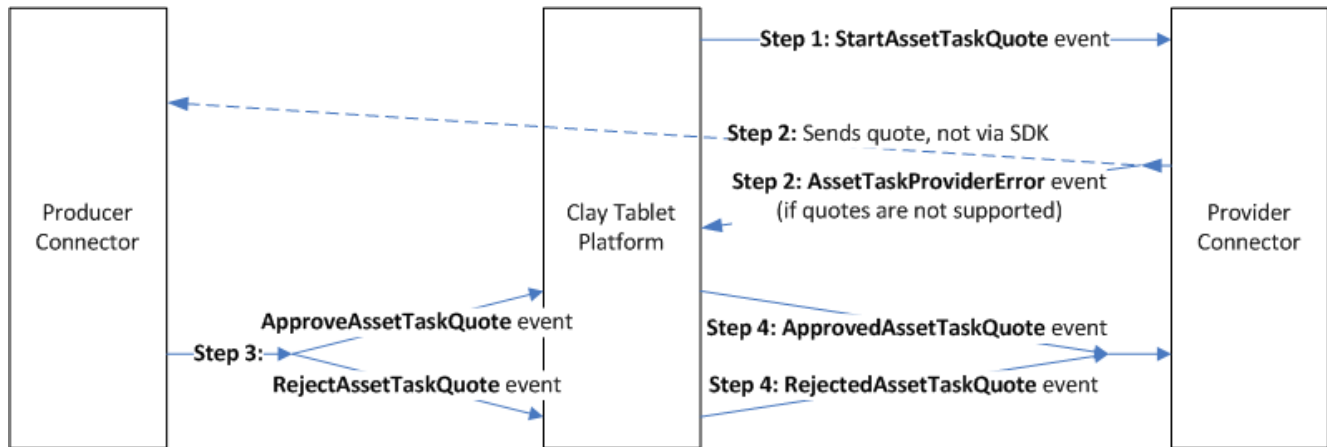 Step 1: StartAssetTaskQuote event
Step 2: Sends quote, not via SDK
Step 2: AssetTaskProviderError event
(if quotes are not supported)
Producer
Connector
Clay Tablet
Platform
Provider
Connector
ApproveAssetTaskQuote event
Step 3:
RejectAssetTaskQuote event
Step 4: ApprovedAssetTaskQuote event
Step 4: RejectedAssetTaskQuote event